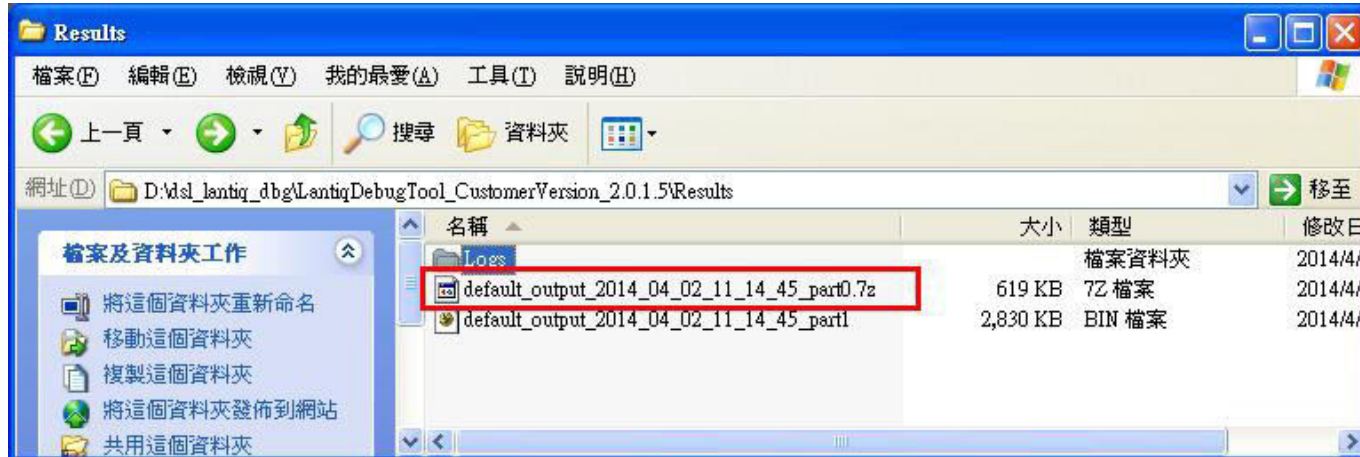 Results
檔案(F) 編輯(E) 檢視(V) 我的最愛(A) 工具(T) 說明(H)
上一頁 搜尋 資料夾
網址(D) D:\dsl_lantiq_dbg\LantiqDebugTool_CustomerVersion_2.0.1.5\Results 移至
名稱 大小 類型 修改日
檔案及資料夾工作
Logs 檔案資料夾 2014/4/
default_output_2014_04_02_11_14_45_part0.7z 619 KB 7Z 檔案 2014/4/
default_output_2014_04_02_11_14_45_part1 2,830 KB BIN 檔案 2014/4/
將這個資料夾重新命名
移動這個資料夾
複製這個資料夾
將這個資料夾發佈到網站
共用這個資料夾